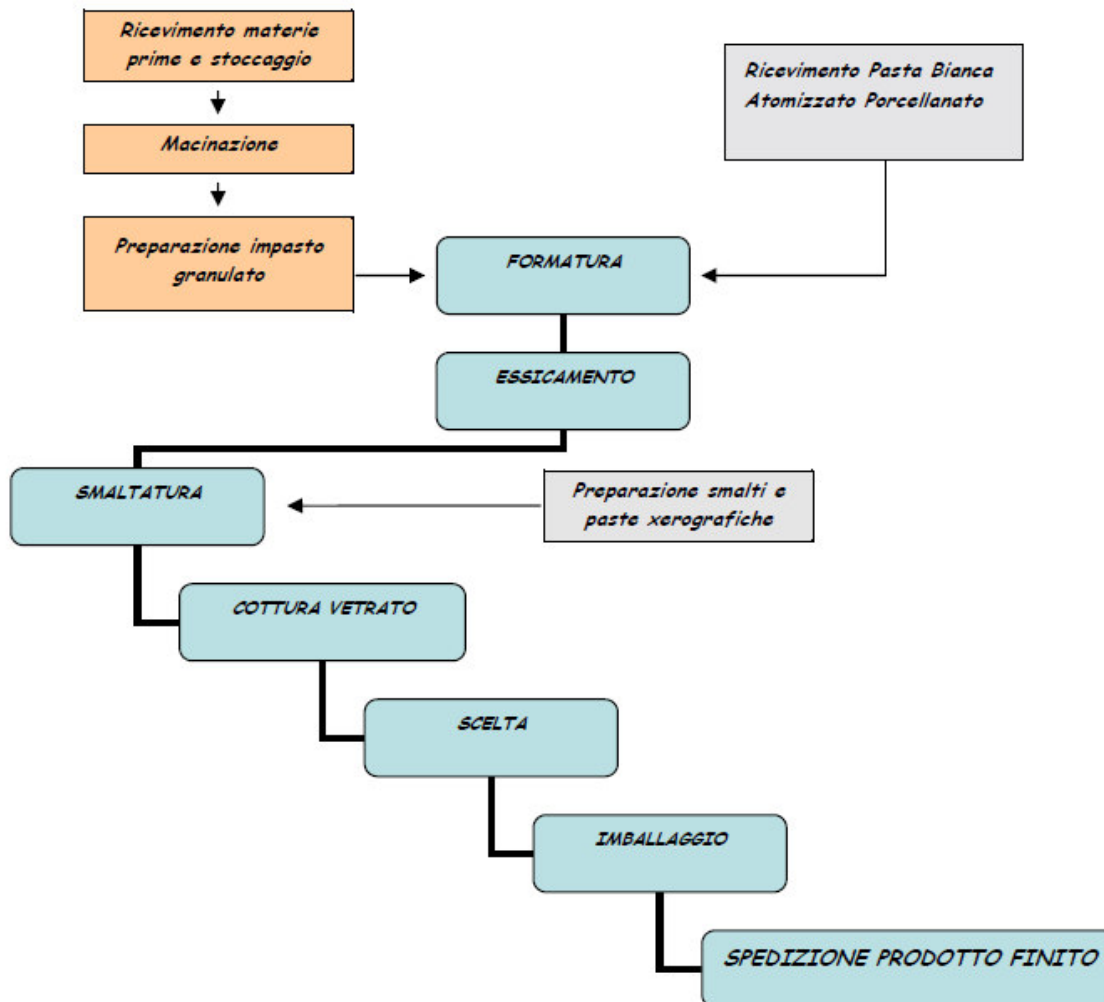 Ricevimento materie
prime e stoccaggio
Ricevimento Pasta Bianca
Atomizzato Porcellanato
Macinazione
Preparazione impasto
granulato
FORMATURA
ESSICAMENTO
SMALTATURA
Preparazione smalti e
paste xerografiche
COTTURA VETRATO
SCELTA
IMBALLAGGIO
SPEDIZIONE PRODOTTO FINITO